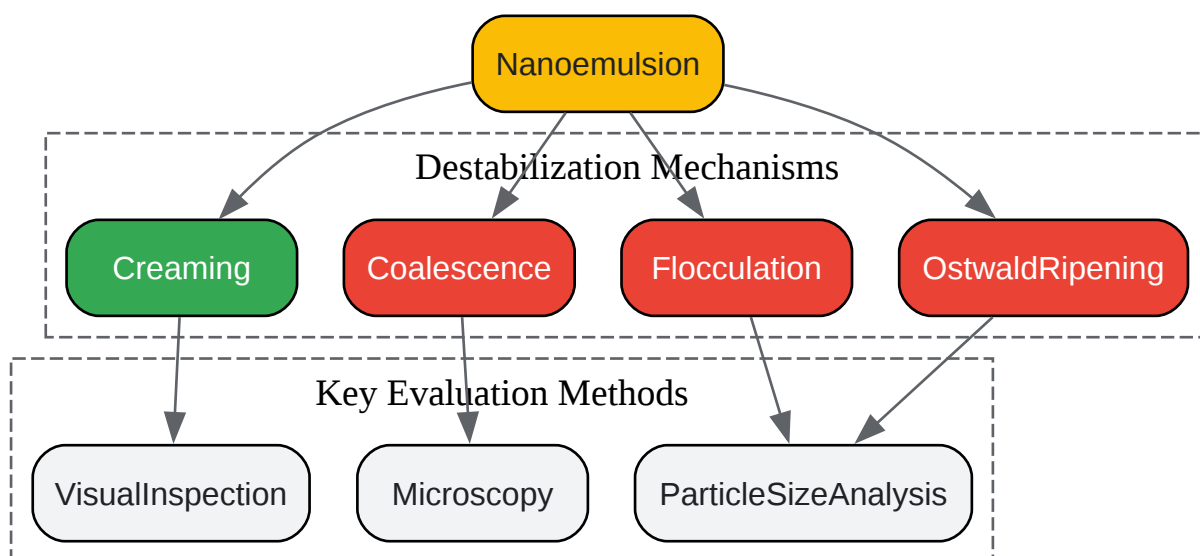 Nanoemulsion
Destabilization Mechanisms
Creaming
Coalescence
Flocculation
OstwaldRipening
Key Evaluation Methods
VisualInspection
Microscopy
ParticleSizeAnalysis